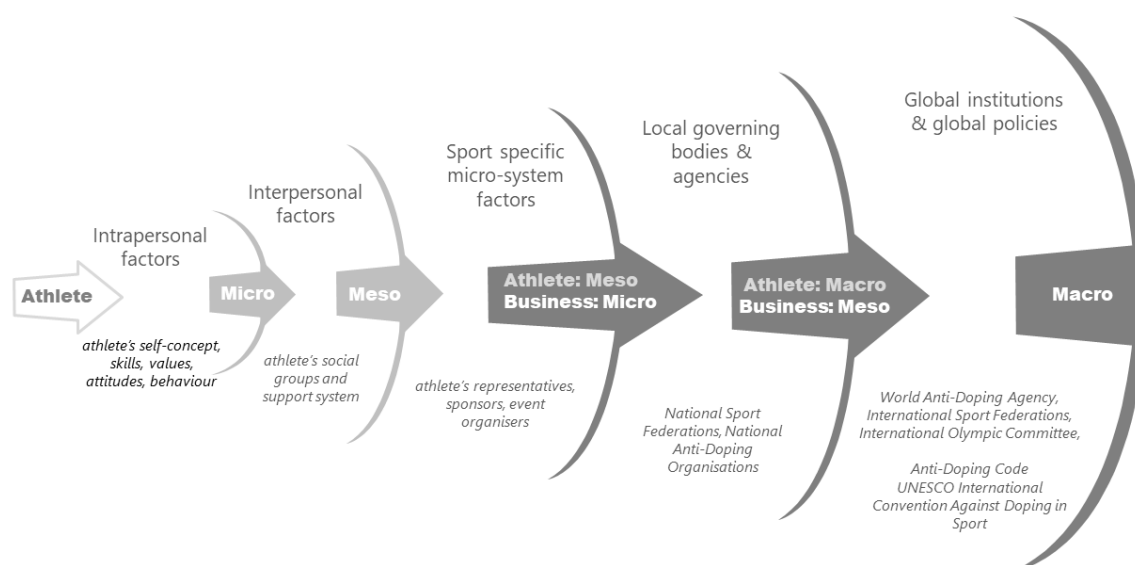 Athlete
Intrapersonal
factors
athlete's self-concept,
skills, values,
attitudes, behaviour
Micro
Interpersonal
factors
athlete's social
groups and
support system
Meso
Sport specific
micro-system
factors
Athlete: Meso
Business: Micro
athlete's representatives,
sponsors, event
organisers
Local governing
bodies &
agencies
Athlete: Macro
Business: Meso
National Sport
Federations, National
Anti-Doping
Organisations
Global institutions
& global policies
Macro
World Anti-Doping Agency,
International Sport Federations,
International Olympic Committee,
Anti-Doping Code
UNESCO International
Convention Against Doping in
Sport